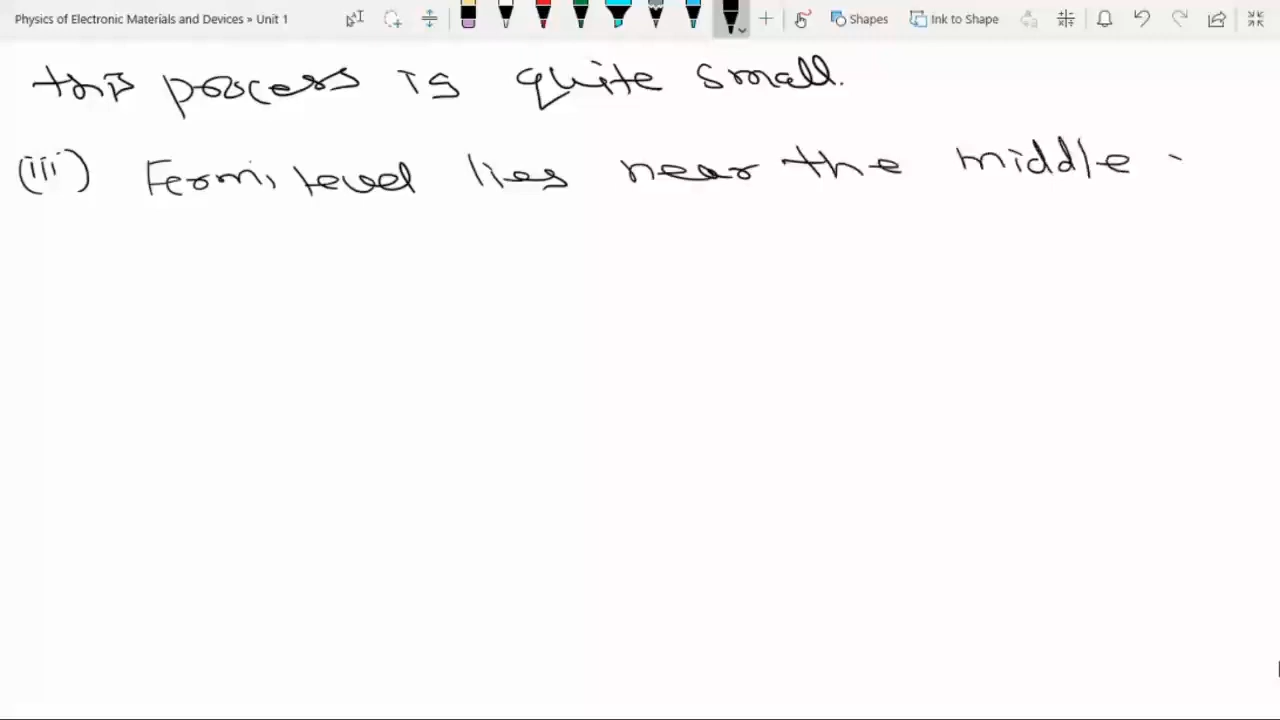 Physics of Electronic Materials and Devices » Unit 1
Shapes
Ink to Shape
this process is quite small.
(iii) Fermi level lies near the middle